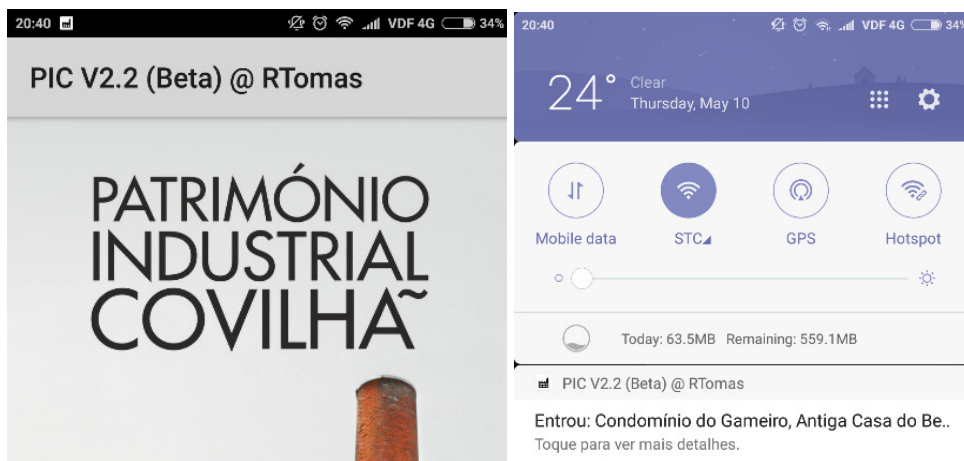 20:40 VDF 4G 34%
PIC V2.2 (Beta) @ RTomas
PATRIMÓNIO
INDUSTRIAL
COVILHÃ
20:40 VDF 4G 34%
24° Clear
Thursday, May 10
Mobile data STC GPS Hotspot
Today: 63.5MB Remaining: 559.1MB
PIC V2.2 (Beta) @ RTomas
Entrou: Condomínio do Gameiro, Antiga Casa do Be..
Toque para ver mais detalhes.